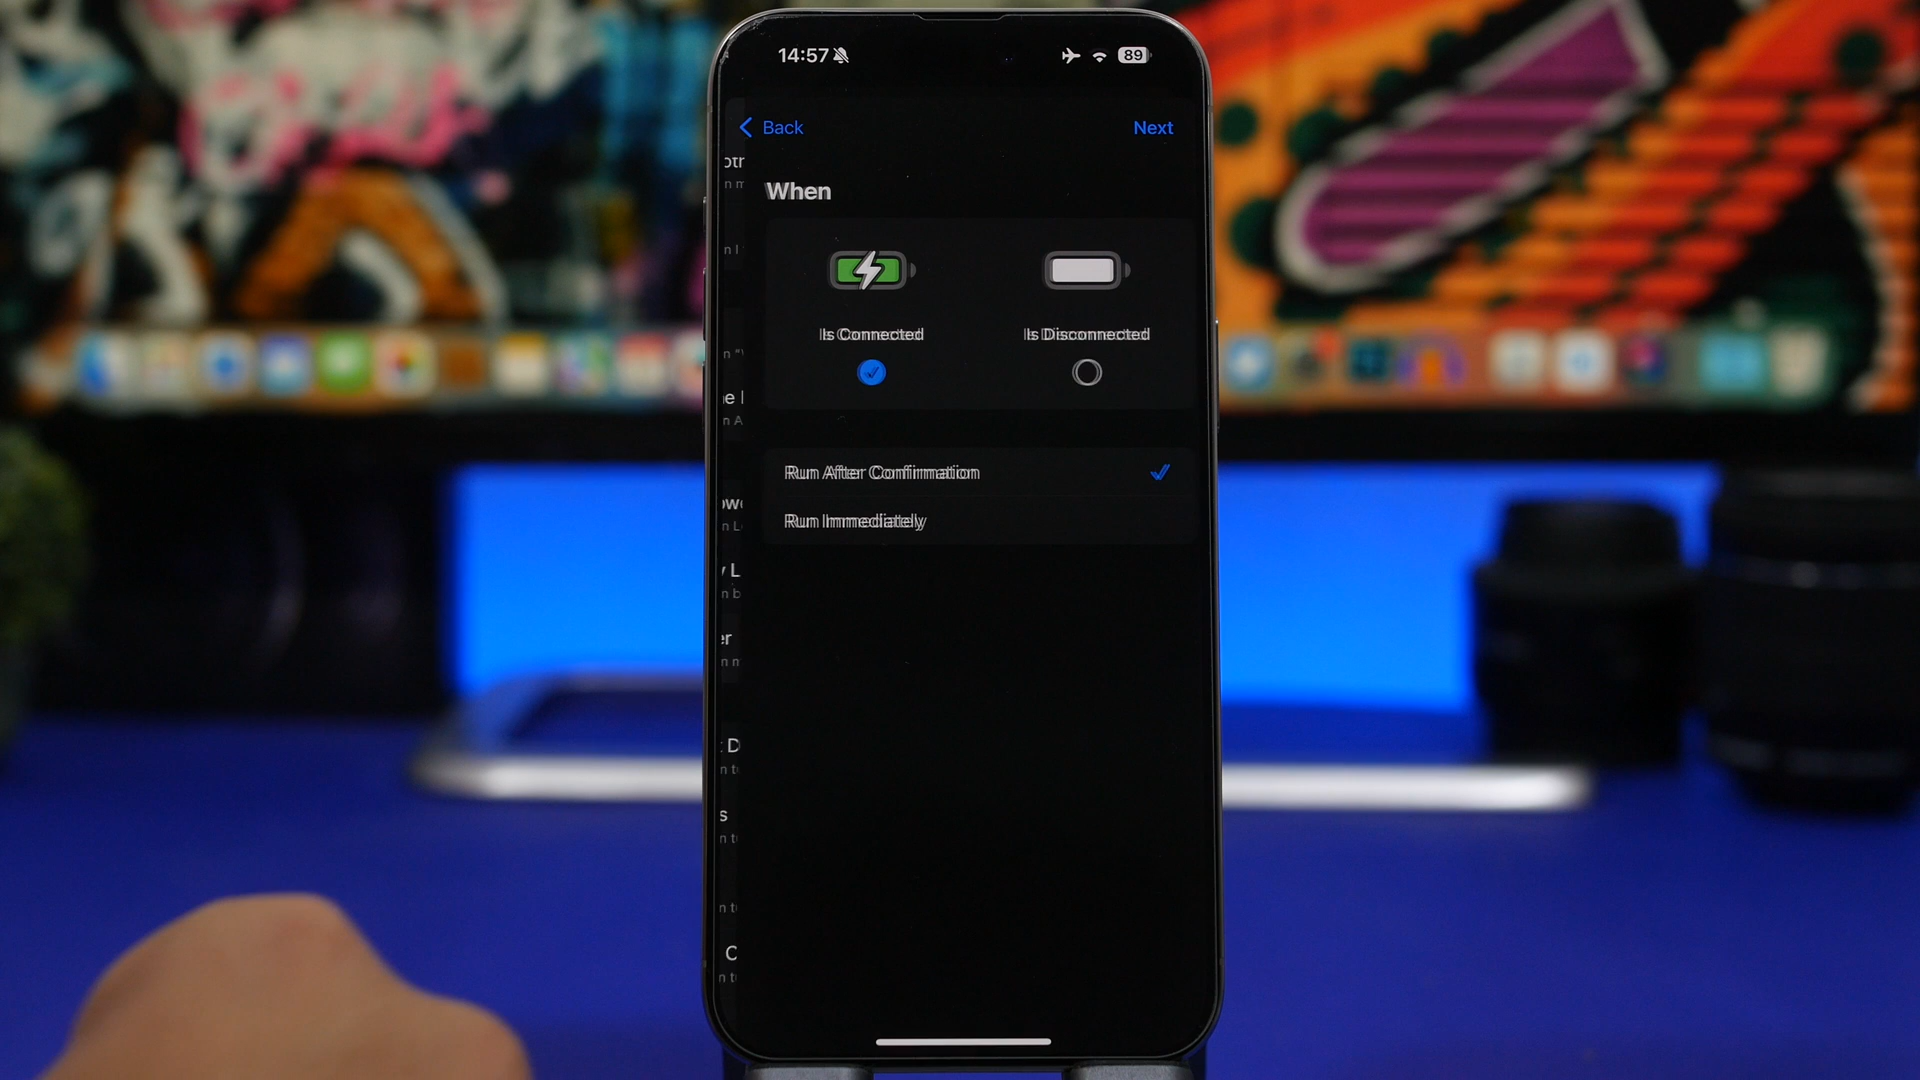 14:57
89
Back
Next
When
Is Connected
Is Disconnected
Run After Confirmation
Run Immediately